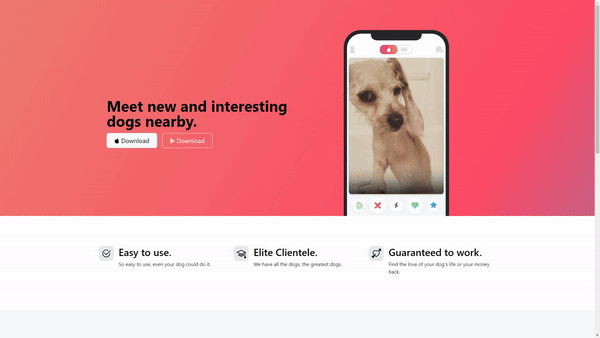 Meet new and interesting
dogs nearby.
Download
Download
Easy to use.
So easy to use, even your dog could do it.
Elite Clientele.
We have all the dogs, the greatest dogs.
Guaranteed to work.
Find the love of your dog's life or your money
back.